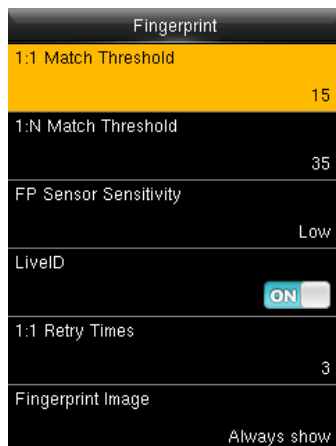 Fingerprint
1:1 Match Threshold
15
1:N Match Threshold
35
FP Sensor Sensitivity
Low
LiveID
ON
1:1 Retry Times
3
Fingerprint Image
Always show